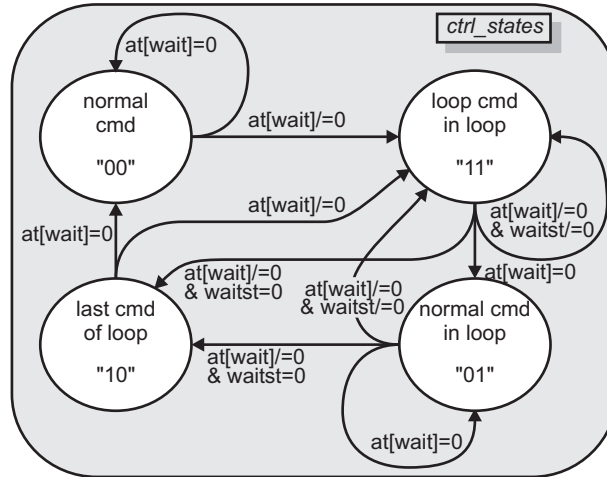 ctrl_states
at[wait]=0
normal
cmd
"00"
at[wait]/=0
loop cmd
in loop
"11"
at[wait]/=0
at[wait]/=0
& waitst/=0
at[wait]=0
at[wait]=0
at[wait]/=0
& waitst=0
at[wait]/=0
& waitst/=0
last cmd
of loop
"10"
normal cmd
in loop
"01"
at[wait]/=0
& waitst=0
at[wait]=0